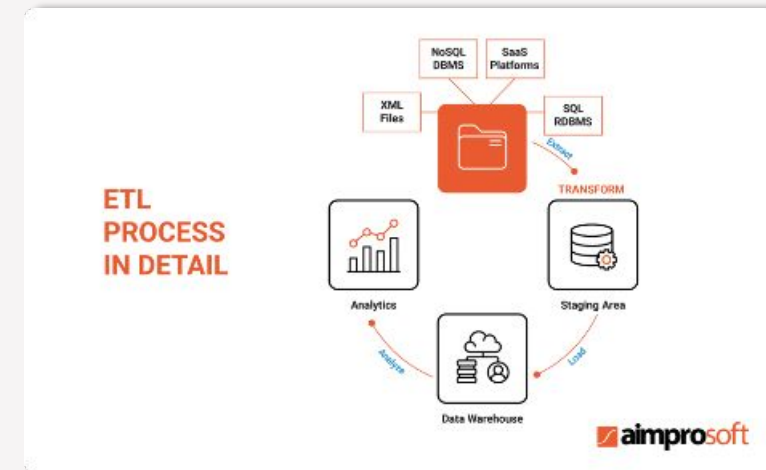 ETL
PROCESS
IN DETAIL
NoSQL
DBMS
SaaS
Platforms
XML
Files
SQL
RDBMS
Extract
TRANSFORM
Staging Area
Load
Data Warehouse
Analyze
Analytics
aimprosoft